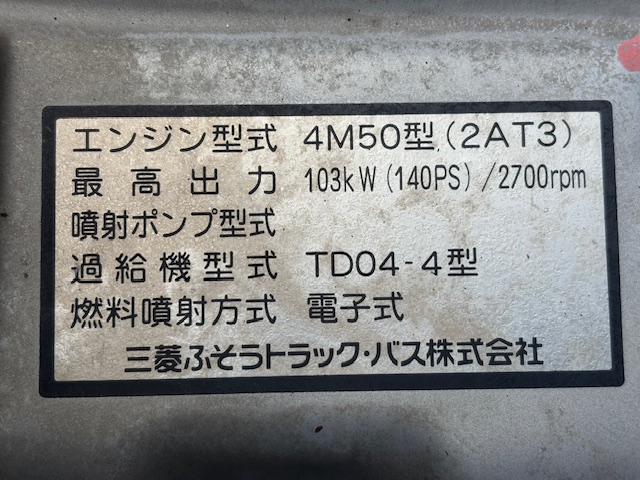 エンジン型式 4M50型(2AT3)
最高出力 103kW(140PS)/2700rpm
噴射ポンプ型式
過給機型式 TD04-4型
燃料噴射方式 電子式
三菱ふそうトラック・バス株式会社